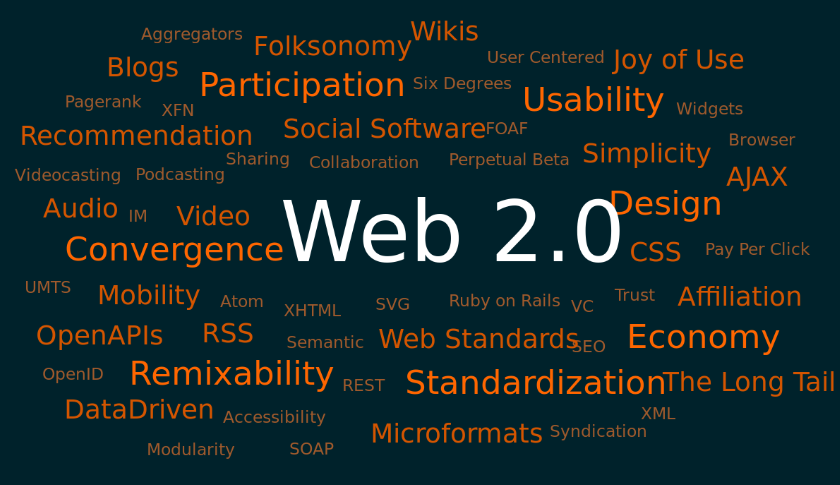 Wikis
Aggregators
Folksonomy
User Centered
Joy of Use
Blogs
Participation
Six Degrees
Usability
Pagerank
XFN
Widgets
Recommendation
Social Software
FOAF
Browser
Sharing
Collaboration
Perpetual Beta
Simplicity
Videocasting
Podcasting
AJAX
Audio
IM
Video
Web 2.0
Design
Convergence
CSS
Pay Per Click
UMTS
Mobility
Atom
XHTML
SVG
Ruby on Rails
VC
Trust
Affiliation
OpenAPIs
RSS
Semantic
Web Standards
SEO
Economy
OpenID
Remixability
REST
Standardization
The Long Tail
DataDriven
Accessibility
XML
Microformats
Syndication
Modularity
SOAP